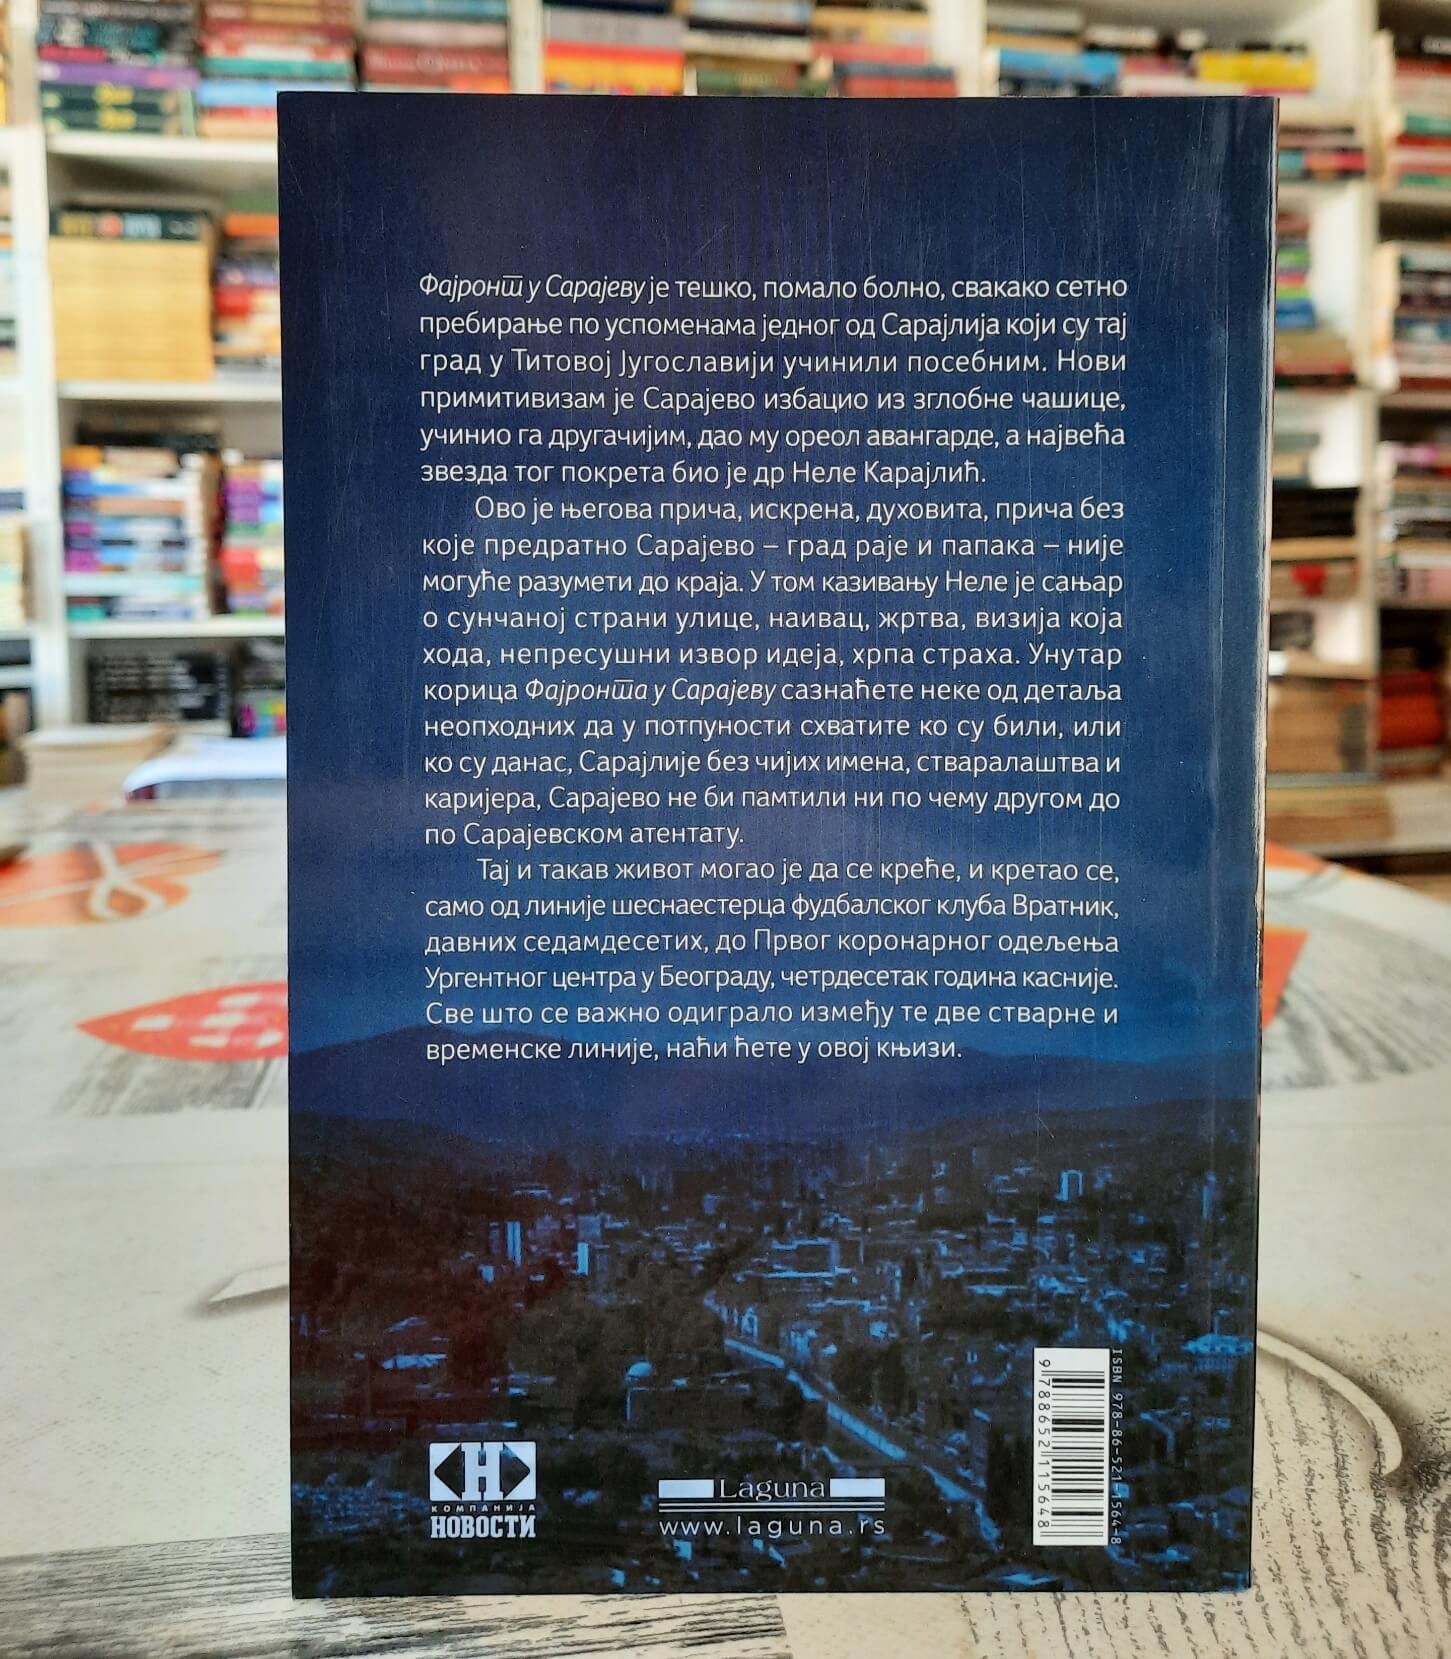 Фајронт у Сарајеву је тешко, помало болно, свакако сетно
пребирање по успоменама једног од Сарајлија који су тај
град у Титовој Југославији учинили посебним. Нови
примитивизам је Сарајево избацио из зглобне чашице,
учинио га другачијим, дао му ореол авангарде, а највећа
звезда тог покрета био је др Неле Карајлић.
Ово је његова прича, искрена, духовита, прича без
које предратно Сарајево – град раје и папака – није
могуће разумети до краја. У том казивању Неле је сањар
о сунчаној страни улице, наивац, жртва, визија која
хода, непресушни извор идеја, хрпа страха. Унутар
корица Фајронта у Сарајеву сазнаћете неке од детаља
неопходних да у потпуности схватите ко су били, или
ко су данас, Сарајлије без чијих имена, стваралаштва и
каријера, Сарајево не би памтили ни по чему другом до
по Сарајевском атентату.
Тај и такав живот могао је да се креће, и кретао се,
само од линије шеснаестерца фудбалског клуба Вратник,
давних седамдесетих, до Првог коронарног одељења
Ургентног центра у Београду, четрдесетак година касније.
Све што се важно одиграло између те две стварне и
временске линије, наћи ћете у овој књизи.
Н
КОМПАНИЈА
НОВОСТИ
Laguna
www.laguna.rs
ISBN 978-86-521-1564-8
9788652115648